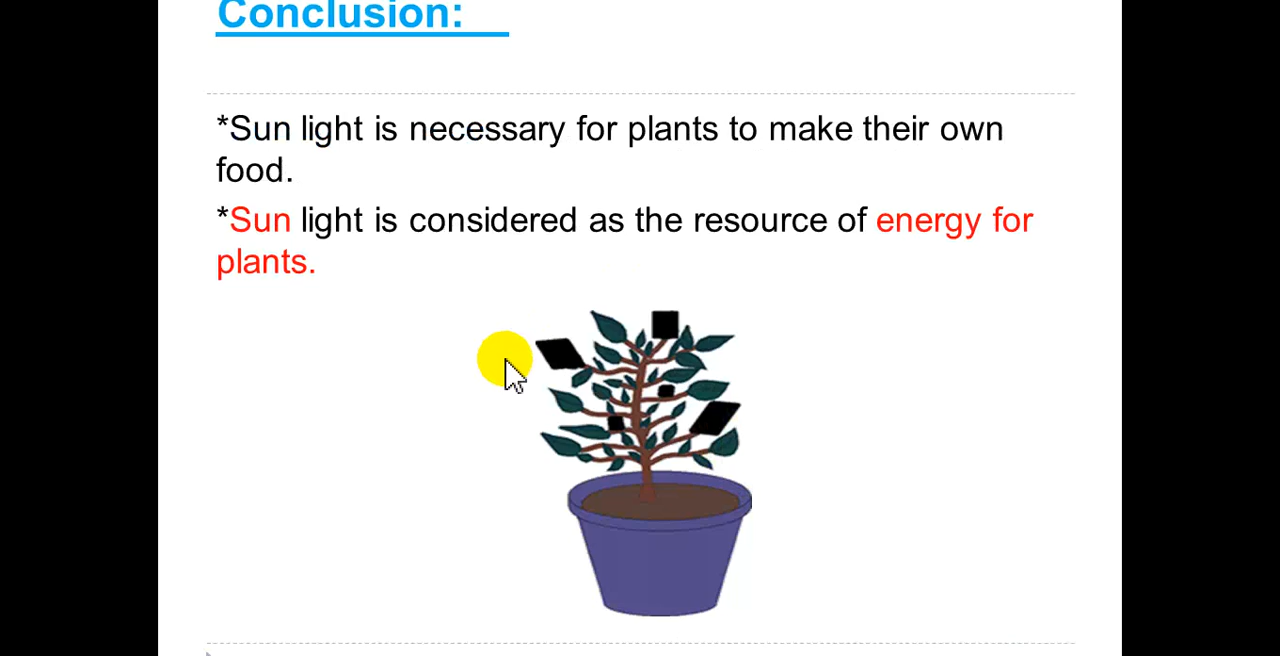 Conclusion:
*Sun light is necessary for plants to make their own
food.
*Sun light is considered as the resource of energy for
plants.